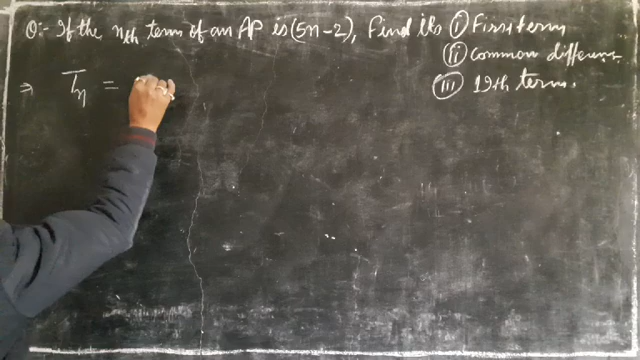 Q:- If the nth term of an AP is (5n-2), Find its (i) First term
(ii) Common difference
(iii) 19th term.
⇒ Tn =